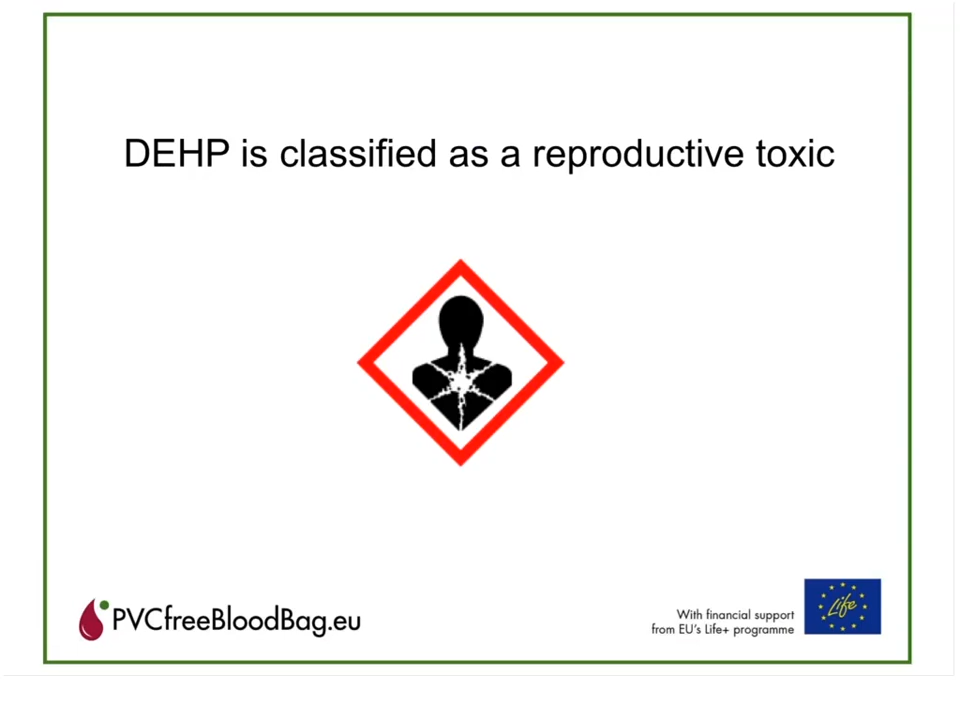 DEHP is classified as a reproductive toxic
PVCfreeBloodBag.eu
With financial support
from EU's Life+ programme
Life